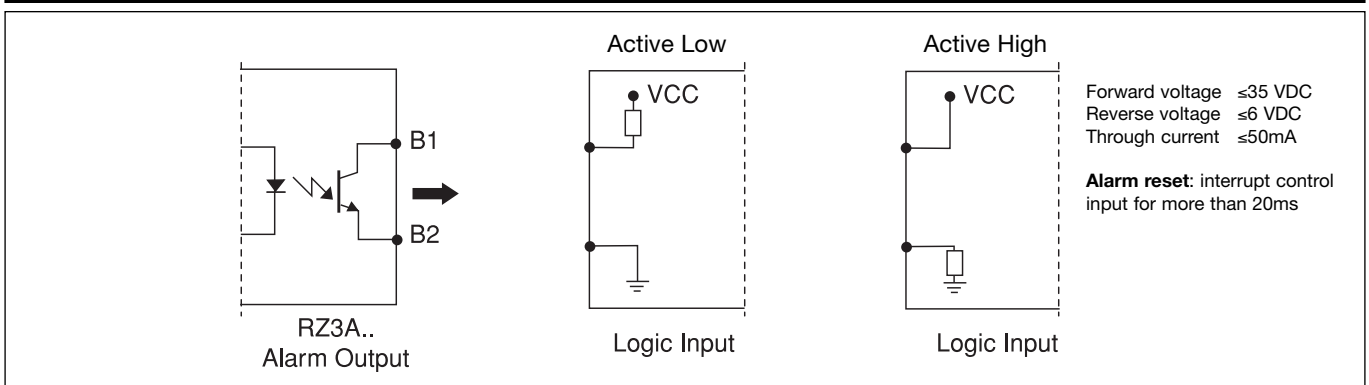 Active Low
Active High
VCC
VCC
B1
B2
RZ3A..
Alarm Output
Logic Input
Logic Input
Forward voltage ≤35 VDC
Reverse voltage ≤6 VDC
Through current ≤50mA
Alarm reset: interrupt control
input for more than 20ms